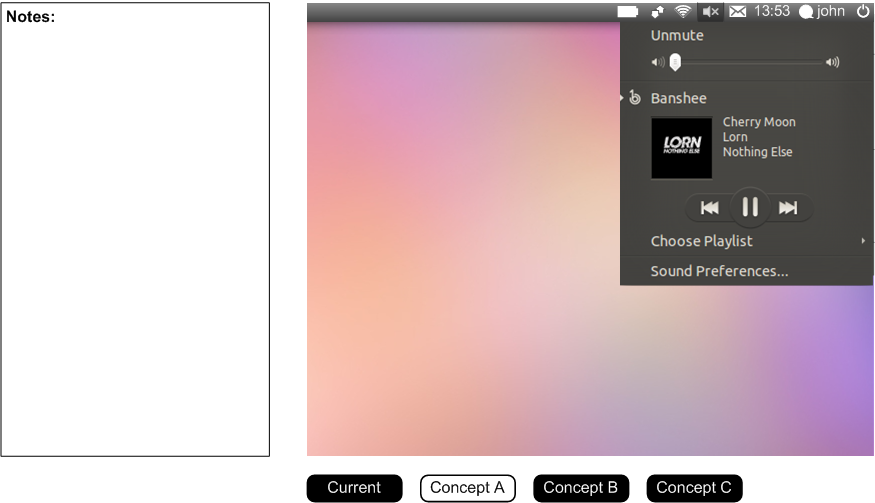 Notes:
13:53 john
Unmute
Banshee
Cherry Moon
Lorn
Nothing Else
LORN
NOTHING ELSE
Choose Playlist
Sound Preferences...
Current
Concept A
Concept B
Concept C